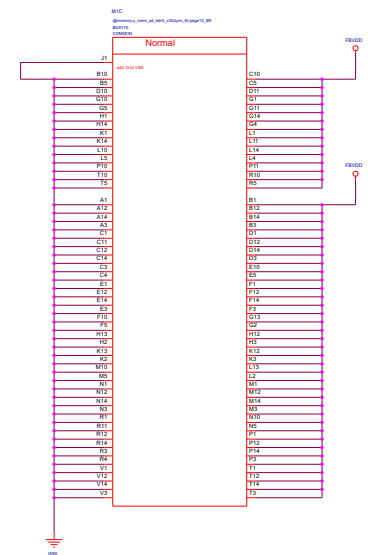 M1C
@memory.u_mem_sd_ddr5_x32(sym_6):page13_i89
BGA170
COMMON
Normal
FBVDD
J1
add 1k to VSS
B10 C10
B5 C5
D10 D11
G10 G1
G5 G11
H1 G14
H14 G4
K1 L1
K14 L11
L10 L14
L5 L4
P10 P11
T10 R10
T5 R5
FBVDD
A1 B1
A12 B12
A14 B14
A3 B3
C1 D1
C11 D12
C12 D14
C14 D3
C3 E10
C4 E5
E1 F1
E12 F12
E14 F14
E3 F3
F10 G13
F5 G2
H13 H12
H2 H3
K13 K12
K2 K3
M10 L13
M5 L2
N1 M1
N12 M12
N14 M14
N3 M3
R1 N10
R11 N5
R12 P1
R14 P12
R3 P14
R4 P3
V1 T1
V12 T12
V14 T14
V3 T3
GND